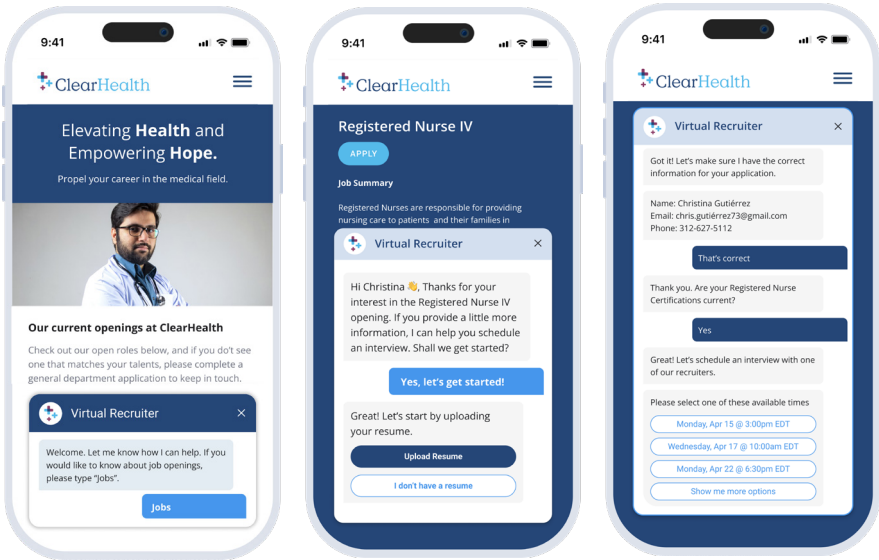 9:41
ClearHealth
Elevating Health and
Empowering Hope.
Propel your career in the medical field.
Our current openings at ClearHealth
Check out our open roles below, and if you do't see
one that matches your talents, please complete a
general department application to keep in touch.
Virtual Recruiter
Welcome. Let me know how I can help. If you
would like to know about job openings,
please type “Jobs”.
Jobs
9:41
ClearHealth
Registered Nurse IV
APPLY
Job Summary
Registered Nurses are responsible for providing
nursing care to patients and their families in
Virtual Recruiter
Hi Christina 👋, Thanks for your
interest in the Registered Nurse IV
opening. If you provide a little more
information, I can help you schedule
an interview. Shall we get started?
Yes, let’s get started!
Great! Let’s start by uploading
your resume.
Upload Resume
I don’t have a resume
9:41
ClearHealth
Virtual Recruiter
Got it! Let’s make sure I have the correct
information for your application.
Name: Christina Gutiérrez
Email: chris.gutiérrez73@gmail.com
Phone: 312-627-5112
That’s correct
Thank you. Are your Registered Nurse
Certifications current?
Yes
Great! Let’s schedule an interview with one
of our recruiters.
Please select one of these available times
Monday, Apr 15 @ 3:00pm EDT
Wednesday, Apr 17 @ 10:00am EDT
Monday, Apr 22 @ 6:30pm EDT
Show me more options